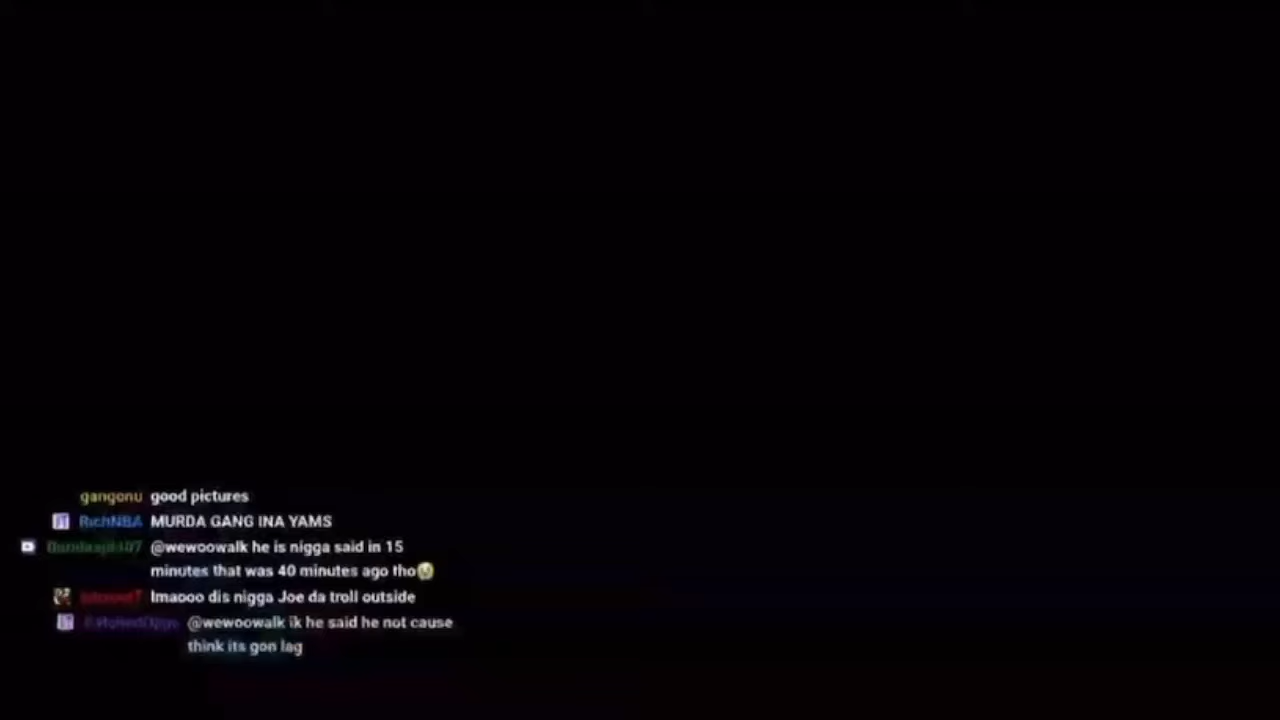 gangonu good pictures
RichNBA MURDA GANG INA YAMS
@wewoowalk he is nigga said in 15
minutes that was 40 minutes ago tho😭
lmaooo dis nigga Joe da troll outside
@wewoowalk ik he said he not cause
think its gon lag